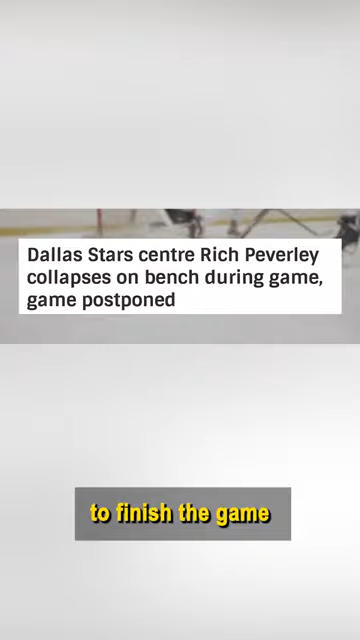 Dallas Stars centre Rich Peverley
collapses on bench during game,
game postponed
to finish the game